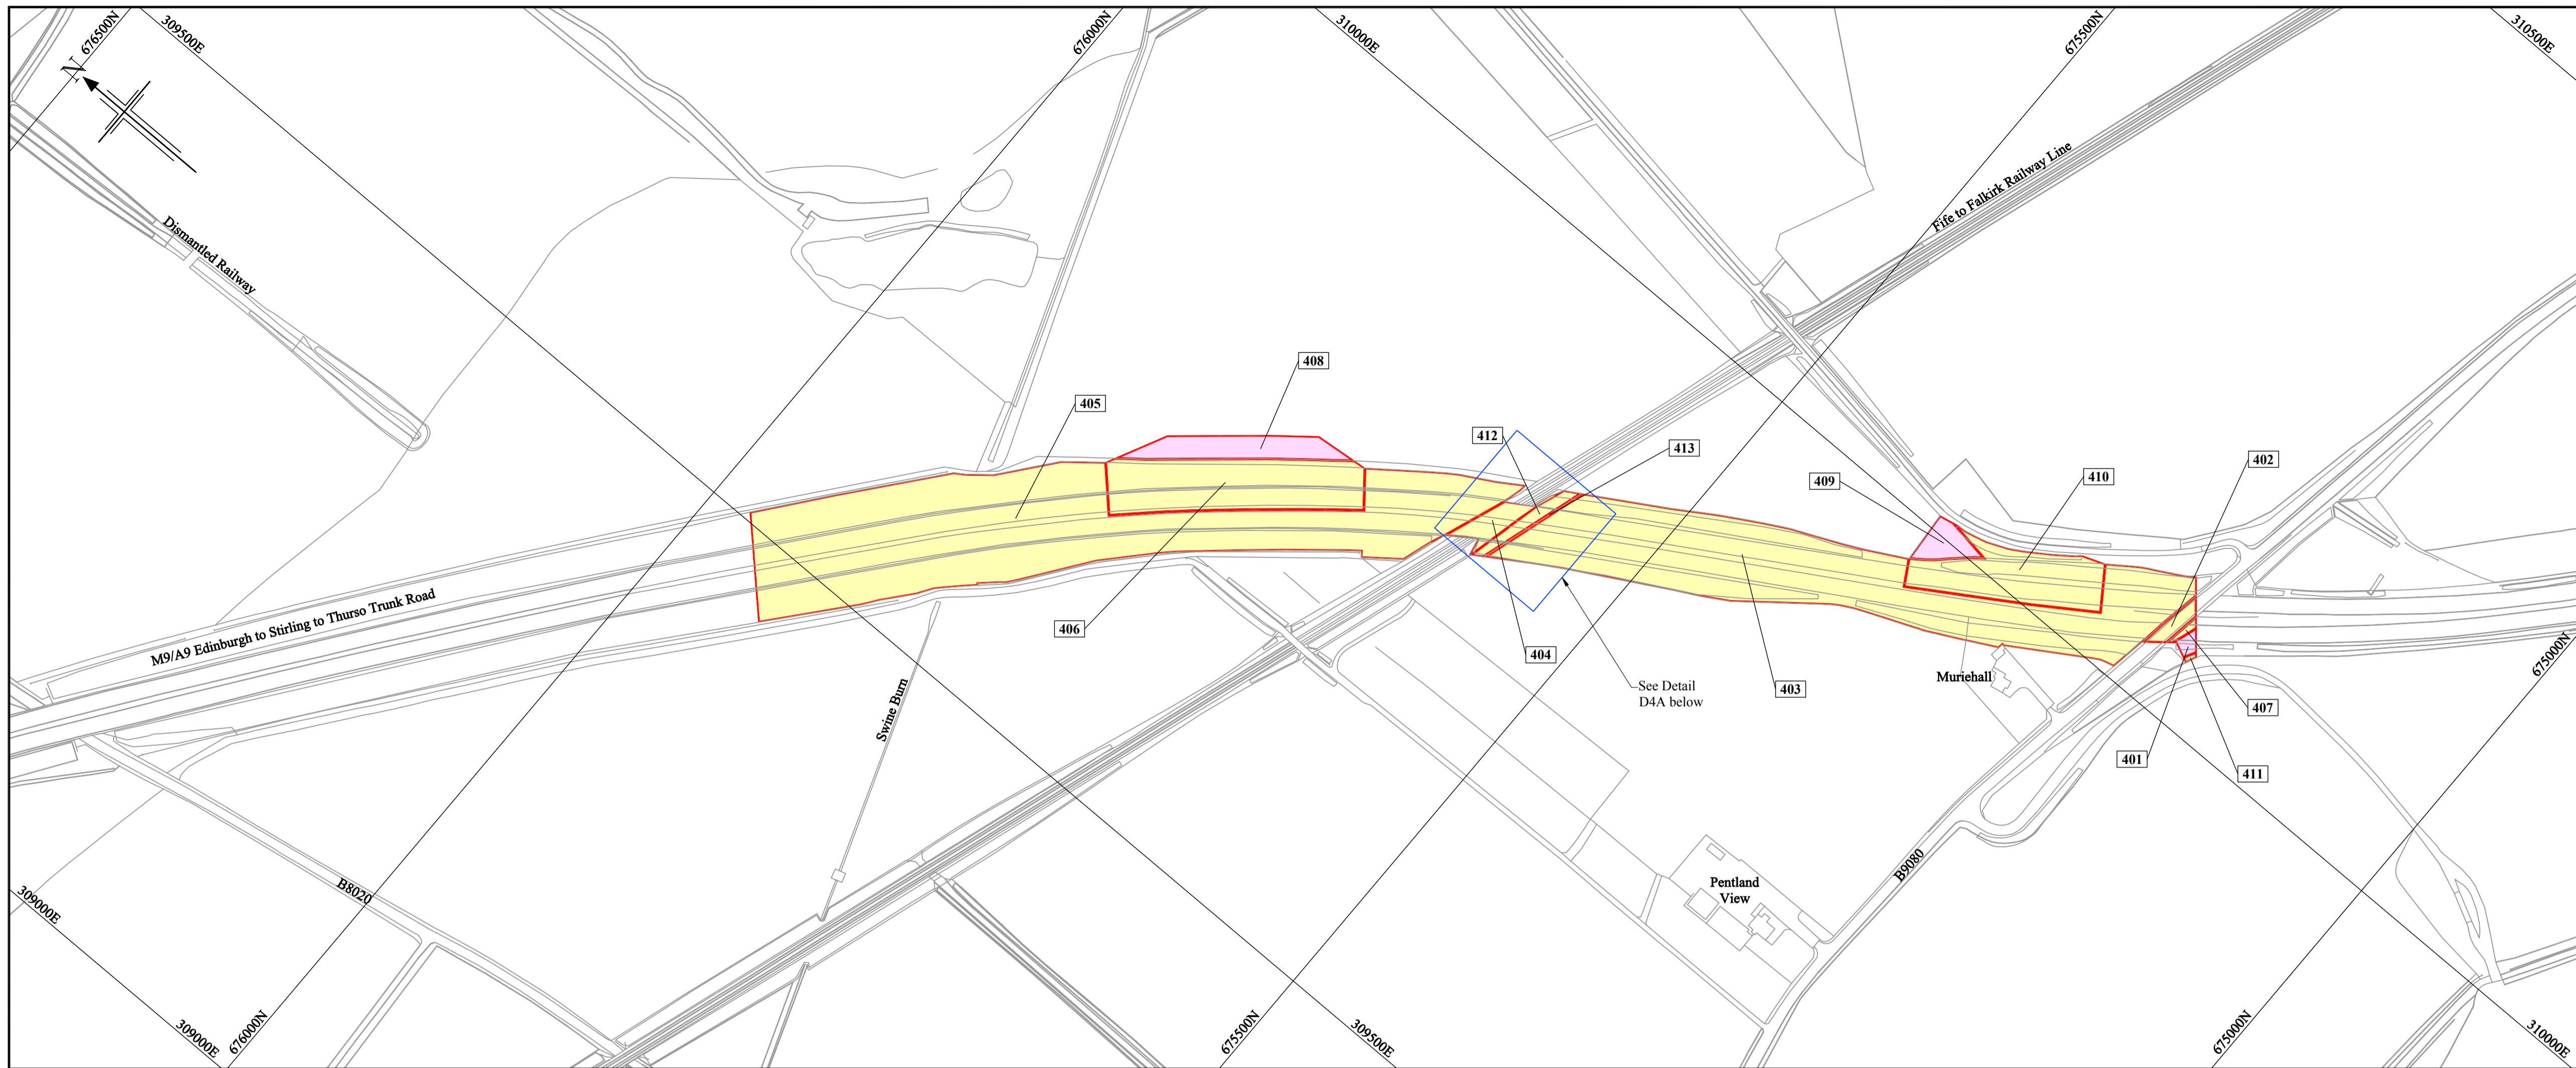 676500N
309500E
676000N
310000E
675500N
310500E
N
Dismantled Railway
Fife to Falkirk Railway Line
408
405
412
413
409
410
402
M9/A9 Edinburgh to Stirling to Thurso Trunk Road
406
404
See Detail
D4A below
403
Muriehall
407
401
411
675000N
Swine Burn
B8020
Pentland
View
B9080
309000E
309000E
676000N
675500N
309500E
675000N
310000E